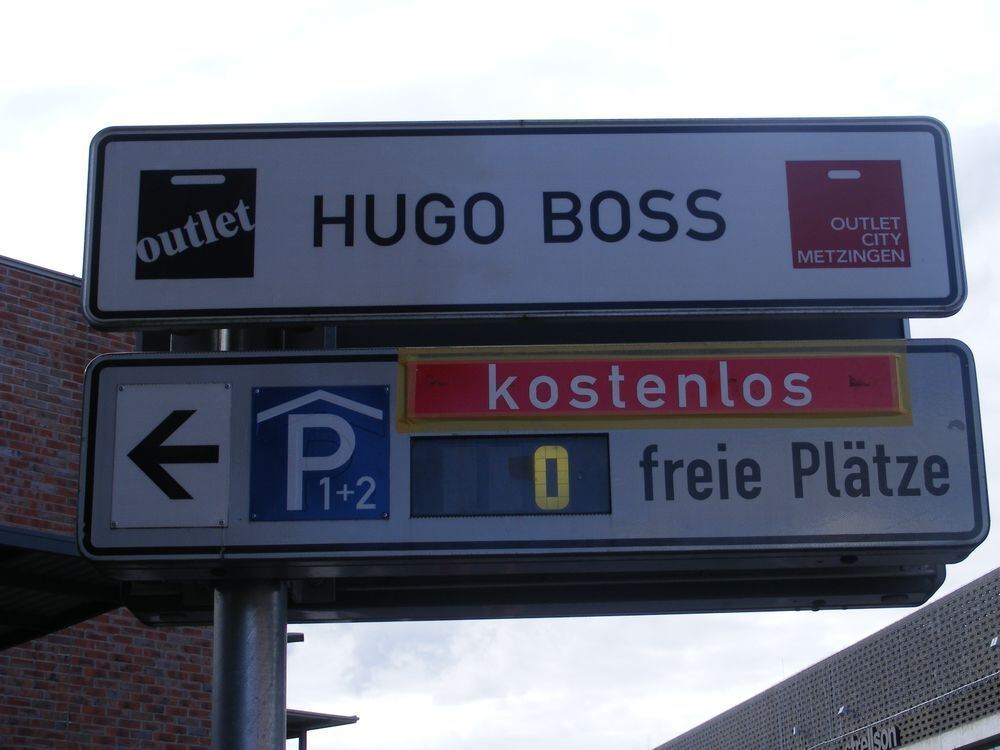 outlet
HUGO BOSS
OUTLET
CITY
METZINGEN
kostenlos
P
1+2
0
freie Plätze